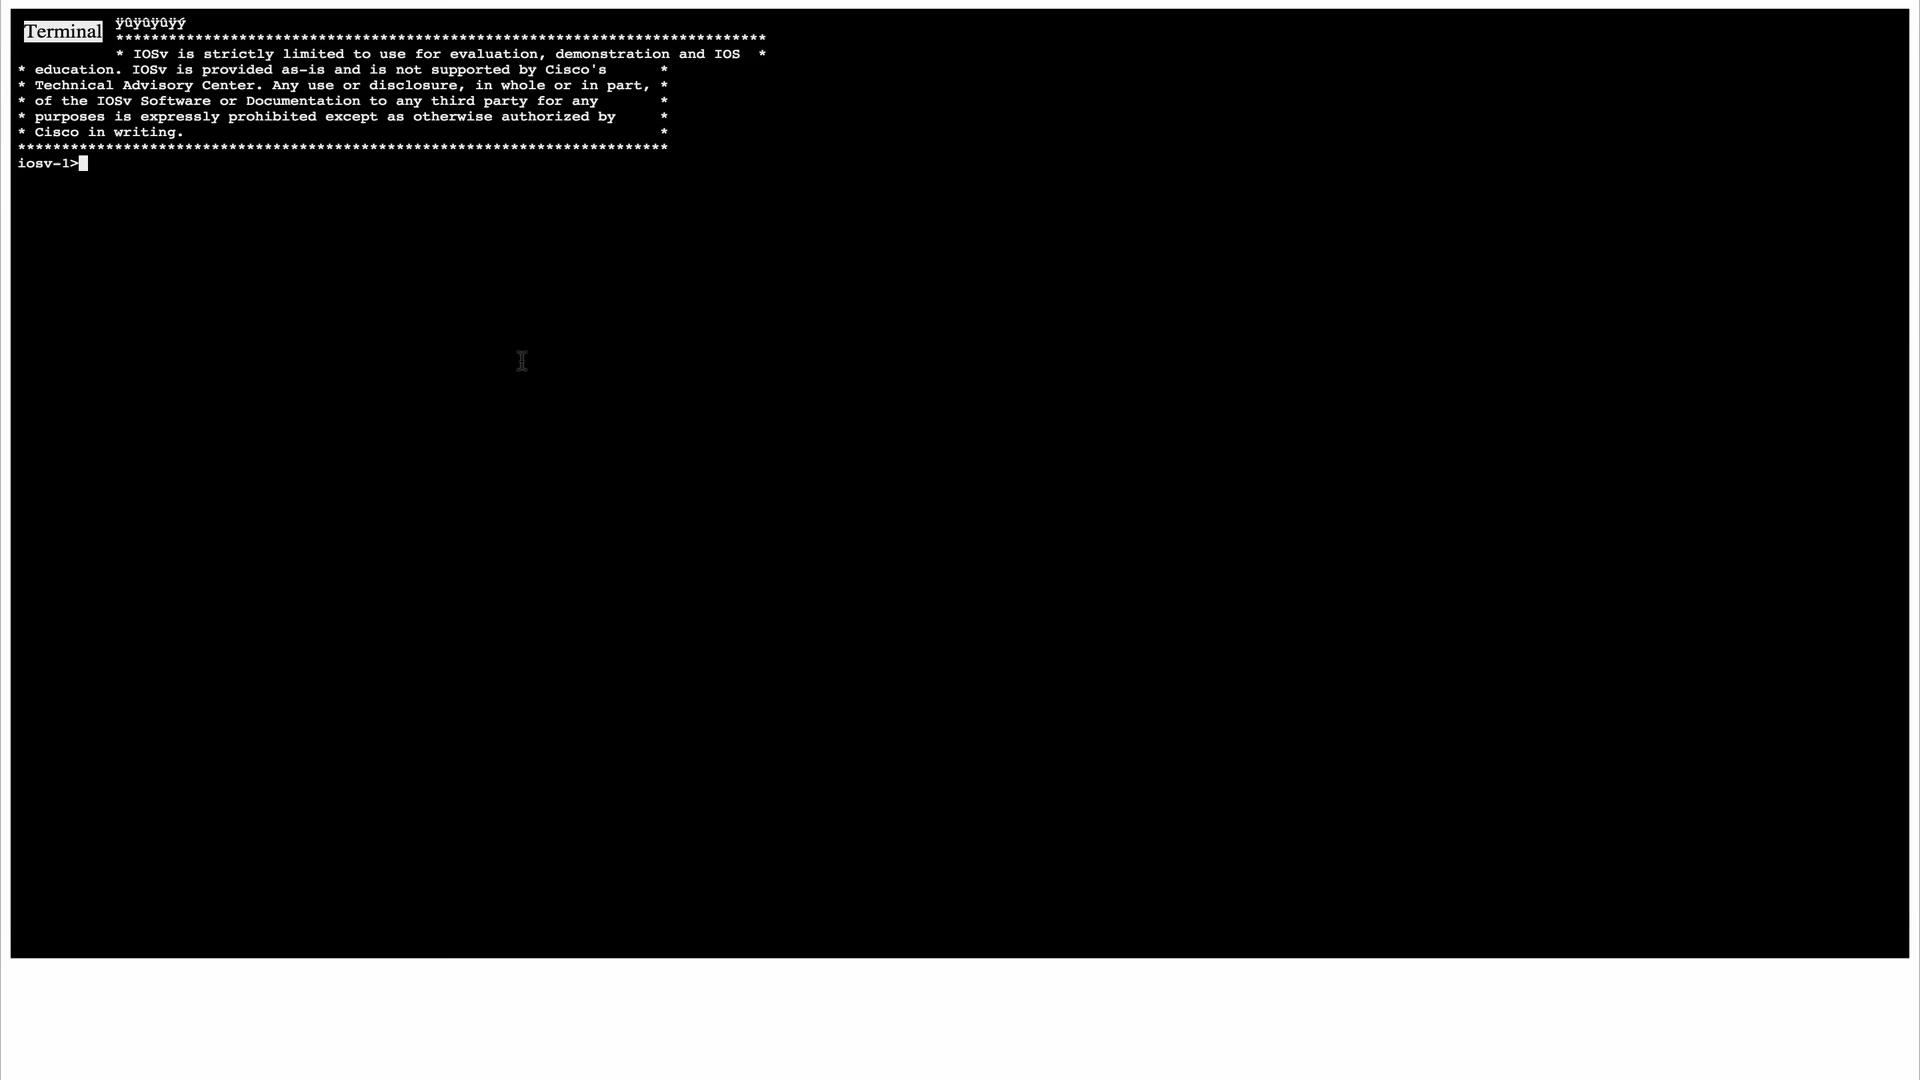 Terminal
ÿûÿûÿûÿý
**************************************************************************
* IOSv is strictly limited to use for evaluation, demonstration and IOS  *
* education. IOSv is provided as-is and is not supported by Cisco's      *
* Technical Advisory Center. Any use or disclosure, in whole or in part, *
* of the IOSv Software or Documentation to any third party for any       *
* purposes is expressly prohibited except as otherwise authorized by     *
* Cisco in writing.                                                      *
**************************************************************************
iosv-1>